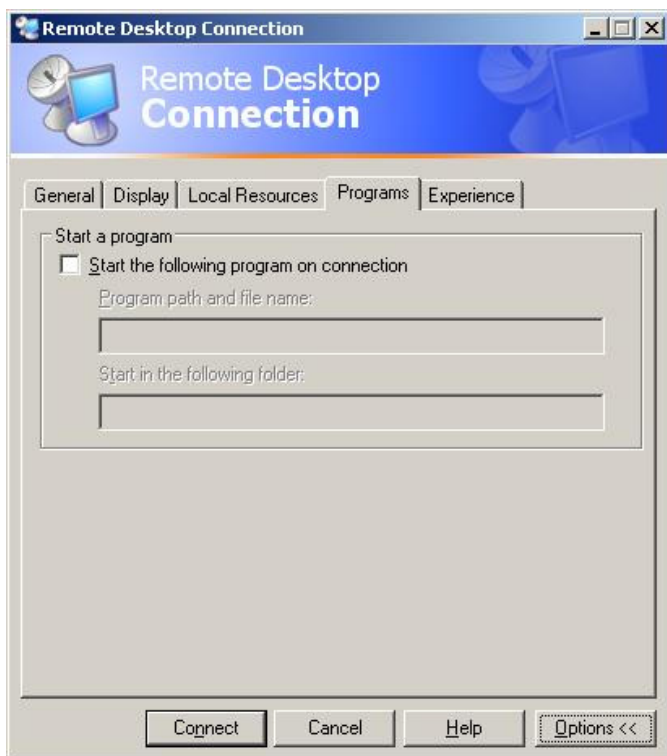 Remote Desktop Connection
Remote Desktop
Connection
General Display Local Resources Programs Experience
Start a program
Start the following program on connection
Program path and file name:
Start in the following folder:
Connect Cancel Help Options <<